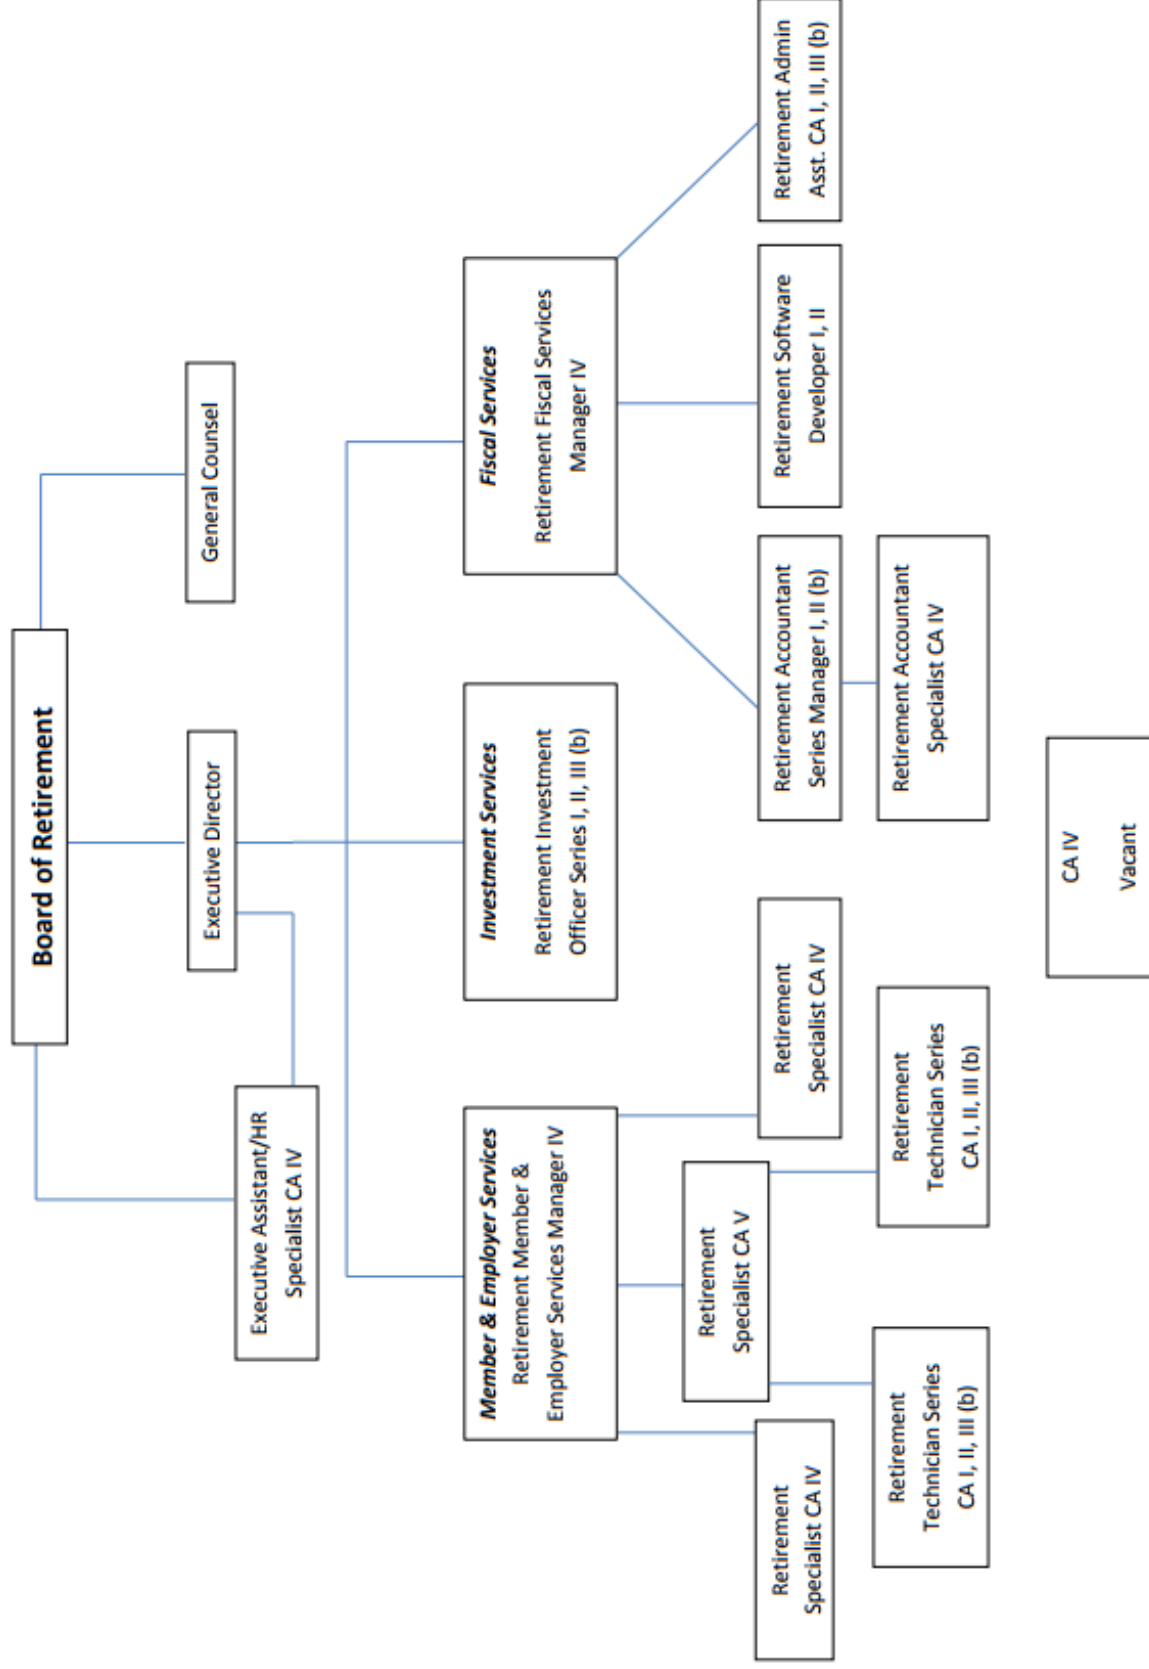 Board of Retirement
Executive Assistant/HR
Specialist CA IV
Executive Director
General Counsel
Member & Employer Services
Retirement Member &
Employer Services Manager IV
Investment Services
Retirement Investment
Officer Series I, II, III (b)
Fiscal Services
Retirement Fiscal Services
Manager IV
Retirement
Specialist CA IV
Retirement
Specialist CA V
Retirement
Specialist CA IV
Retirement Accountant
Series Manager I, II (b)
Retirement Software
Developer I, II
Retirement Admin
Asst. CA I, II, III (b)
Retirement
Technician Series
CA I, II, III (b)
Retirement
Technician Series
CA I, II, III (b)
Retirement Accountant
Specialist CA IV
CA IV
Vacant